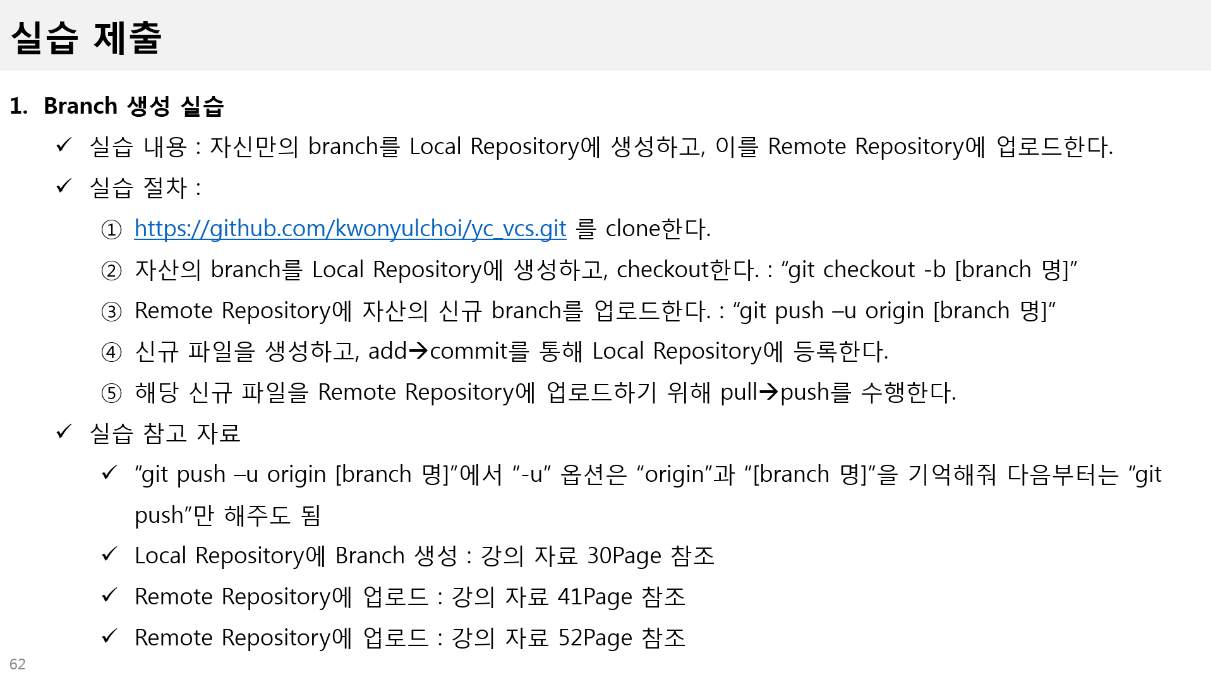 실습 제출
1. Branch 생성 실습
✓ 실습 내용 : 자신만의 branch를 Local Repository에 생성하고, 이를 Remote Repository에 업로드한다.
✓ 실습 절차 :
① https://github.com/kwonyulchoi/yc_vcs.git 를 clone한다.
② 자산의 branch를 Local Repository에 생성하고, checkout한다. : “git checkout -b [branch 명]”
③ Remote Repository에 자산의 신규 branch를 업로드한다. : “git push –u origin [branch 명]“
④ 신규 파일을 생성하고, add→commit를 통해 Local Repository에 등록한다.
⑤ 해당 신규 파일을 Remote Repository에 업로드하기 위해 pull→push를 수행한다.
✓ 실습 참고 자료
✓ “git push –u origin [branch 명]”에서 “-u” 옵션은 “origin”과 “[branch 명]“을 기억해줘 다음부터는 “git
push”만 해주도 됨
✓ Local Repository에 Branch 생성 : 강의 자료 30Page 참조
✓ Remote Repository에 업로드 : 강의 자료 41Page 참조
✓ Remote Repository에 업로드 : 강의 자료 52Page 참조
62